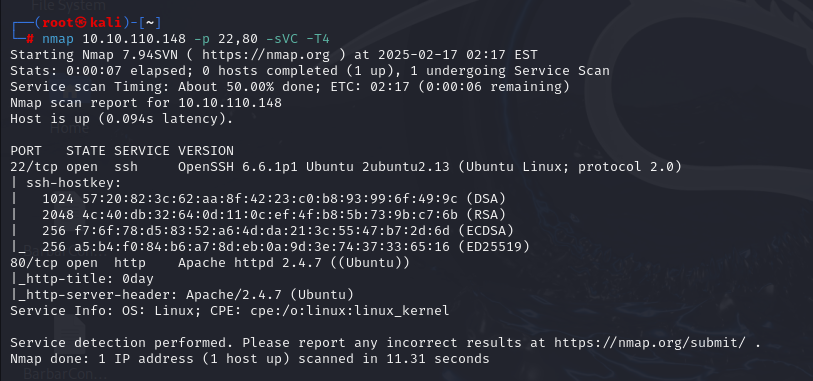 File System
┌──(root㉿kali)-[~]
└─# nmap 10.10.110.148 -p 22,80 -sVC -T4
Starting Nmap 7.94SVN ( https://nmap.org ) at 2025-02-17 02:17 EST
Stats: 0:00:07 elapsed; 0 hosts completed (1 up), 1 undergoing Service Scan
Service scan Timing: About 50.00% done; ETC: 02:17 (0:00:06 remaining)
Nmap scan report for 10.10.110.148
Host is up (0.094s latency).
Home
PORT   STATE SERVICE VERSION
22/tcp open  ssh     OpenSSH 6.6.1p1 Ubuntu 2ubuntu2.13 (Ubuntu Linux; protocol 2.0)
| ssh-hostkey:
|   1024 57:20:82:3c:62:aa:8f:42:23:c0:b8:93:99:6f:49:9c (DSA)
|   2048 4c:40:db:32:64:0d:11:0c:ef:4f:b8:5b:73:9b:c7:6b (RSA)
|   256 f7:6f:78:d5:83:52:a6:4d:da:21:3c:55:47:b7:2d:6d (ECDSA)
|_  256 a5:b4:f0:84:b6:a7:8d:eb:0a:9d:3e:74:37:33:65:16 (ED25519)
80/tcp open  http    Apache httpd 2.4.7 ((Ubuntu))
|_http-title: 0day
|_http-server-header: Apache/2.4.7 (Ubuntu)
Service Info: OS: Linux; CPE: cpe:/o:linux:linux_kernel
Service detection performed. Please report any incorrect results at https://nmap.org/submit/ .
Nmap done: 1 IP address (1 host up) scanned in 11.31 seconds
BarbarCon...